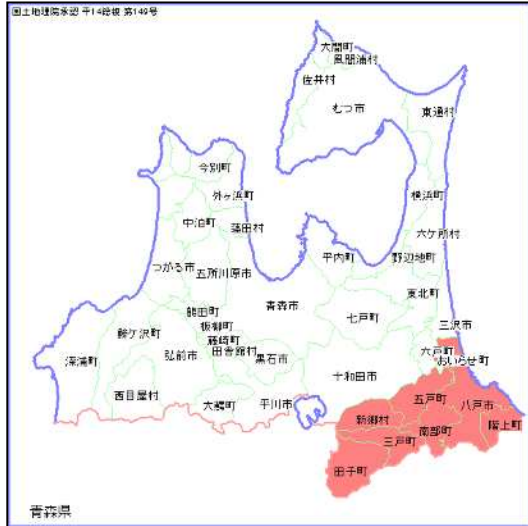 国土地理院承認 平14総複 第149号
大間町
風間浦村
佐井村
むつ市
東通村
今別町
外ヶ浜町
横浜町
中泊町
蓬田村
六ケ所村
平内町
野辺地町
つがる市
五所川原市
東北町
青森市
七戸町
鶴田町
板柳町
三沢市
鰺ケ沢町
藤崎町
田舎館村
六戸町
おいらせ町
深浦町
弘前市
黒石市
十和田市
西目屋村
大鰐町
平川市
五戸町
八戸市
新郷村
南部町
階上町
三戸町
田子町
青森県